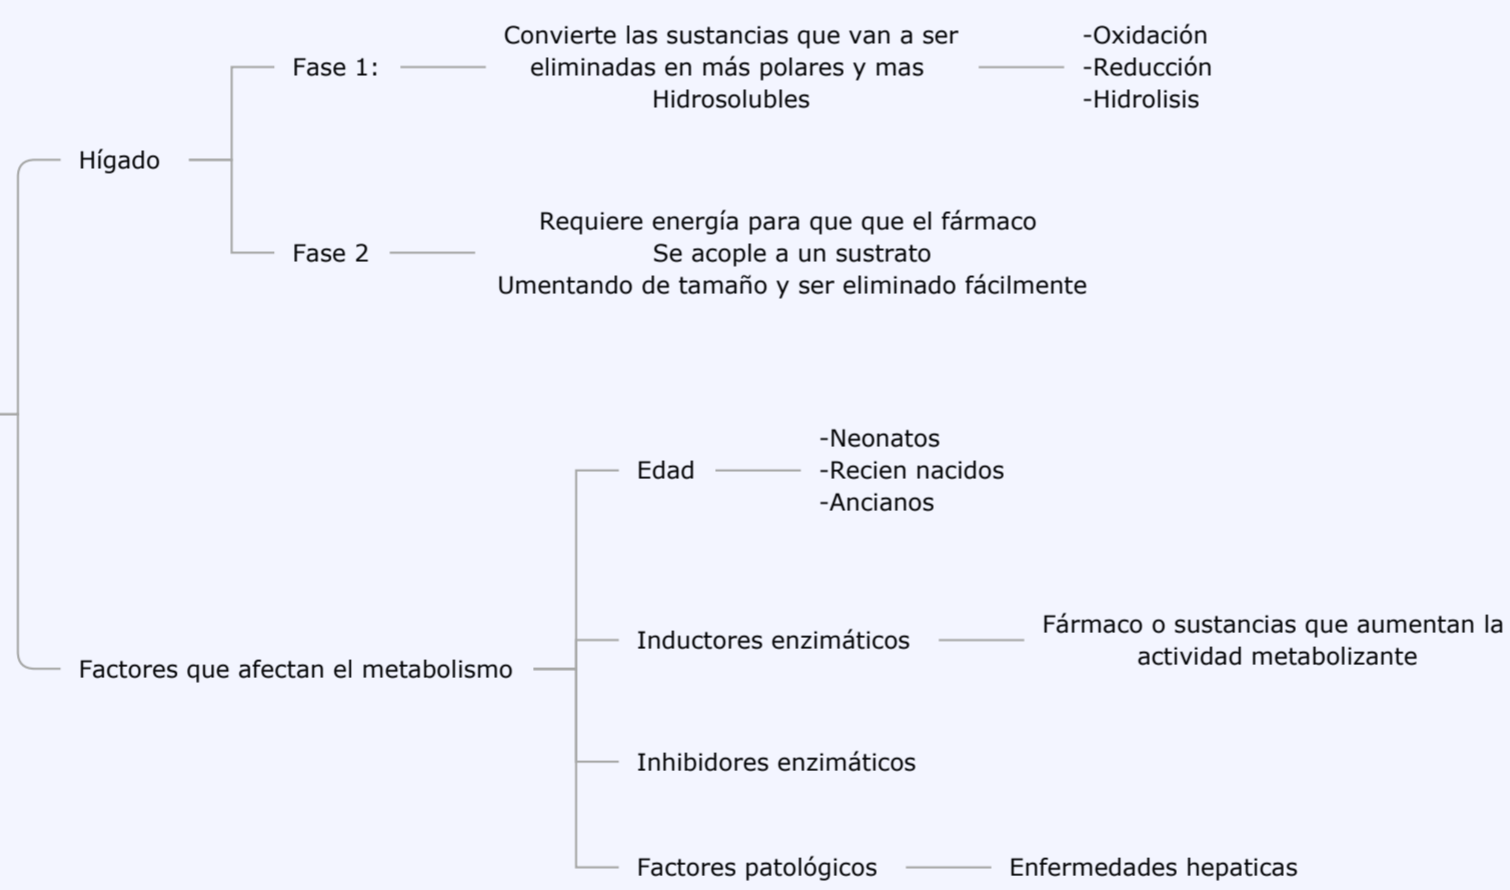 Hígado
Fase 1:
Convierte las sustancias que van a ser
eliminadas en más polares y mas
Hidrosolubles
-Oxidación
-Reducción
-Hidrolisis
Fase 2
Requiere energía para que que el fármaco
Se acople a un sustrato
Umentando de tamaño y ser eliminado fácilmente
Factores que afectan el metabolismo
Edad
-Neonatos
-Recien nacidos
-Ancianos
Inductores enzimáticos
Fármaco o sustancias que aumentan la
actividad metabolizante
Inhibidores enzimáticos
Factores patológicos
Enfermedades hepaticas